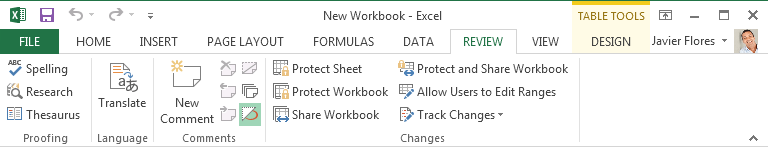 New Workbook - Excel
TABLE TOOLS
FILE HOME INSERT PAGE LAYOUT FORMULAS DATA REVIEW VIEW DESIGN Javier Flores
ABC Spelling
Research
Thesaurus
Proofing
Translate
Language
New
Comment
Comments
Protect Sheet
Protect Workbook
Share Workbook
Protect and Share Workbook
Allow Users to Edit Ranges
Track Changes
Changes